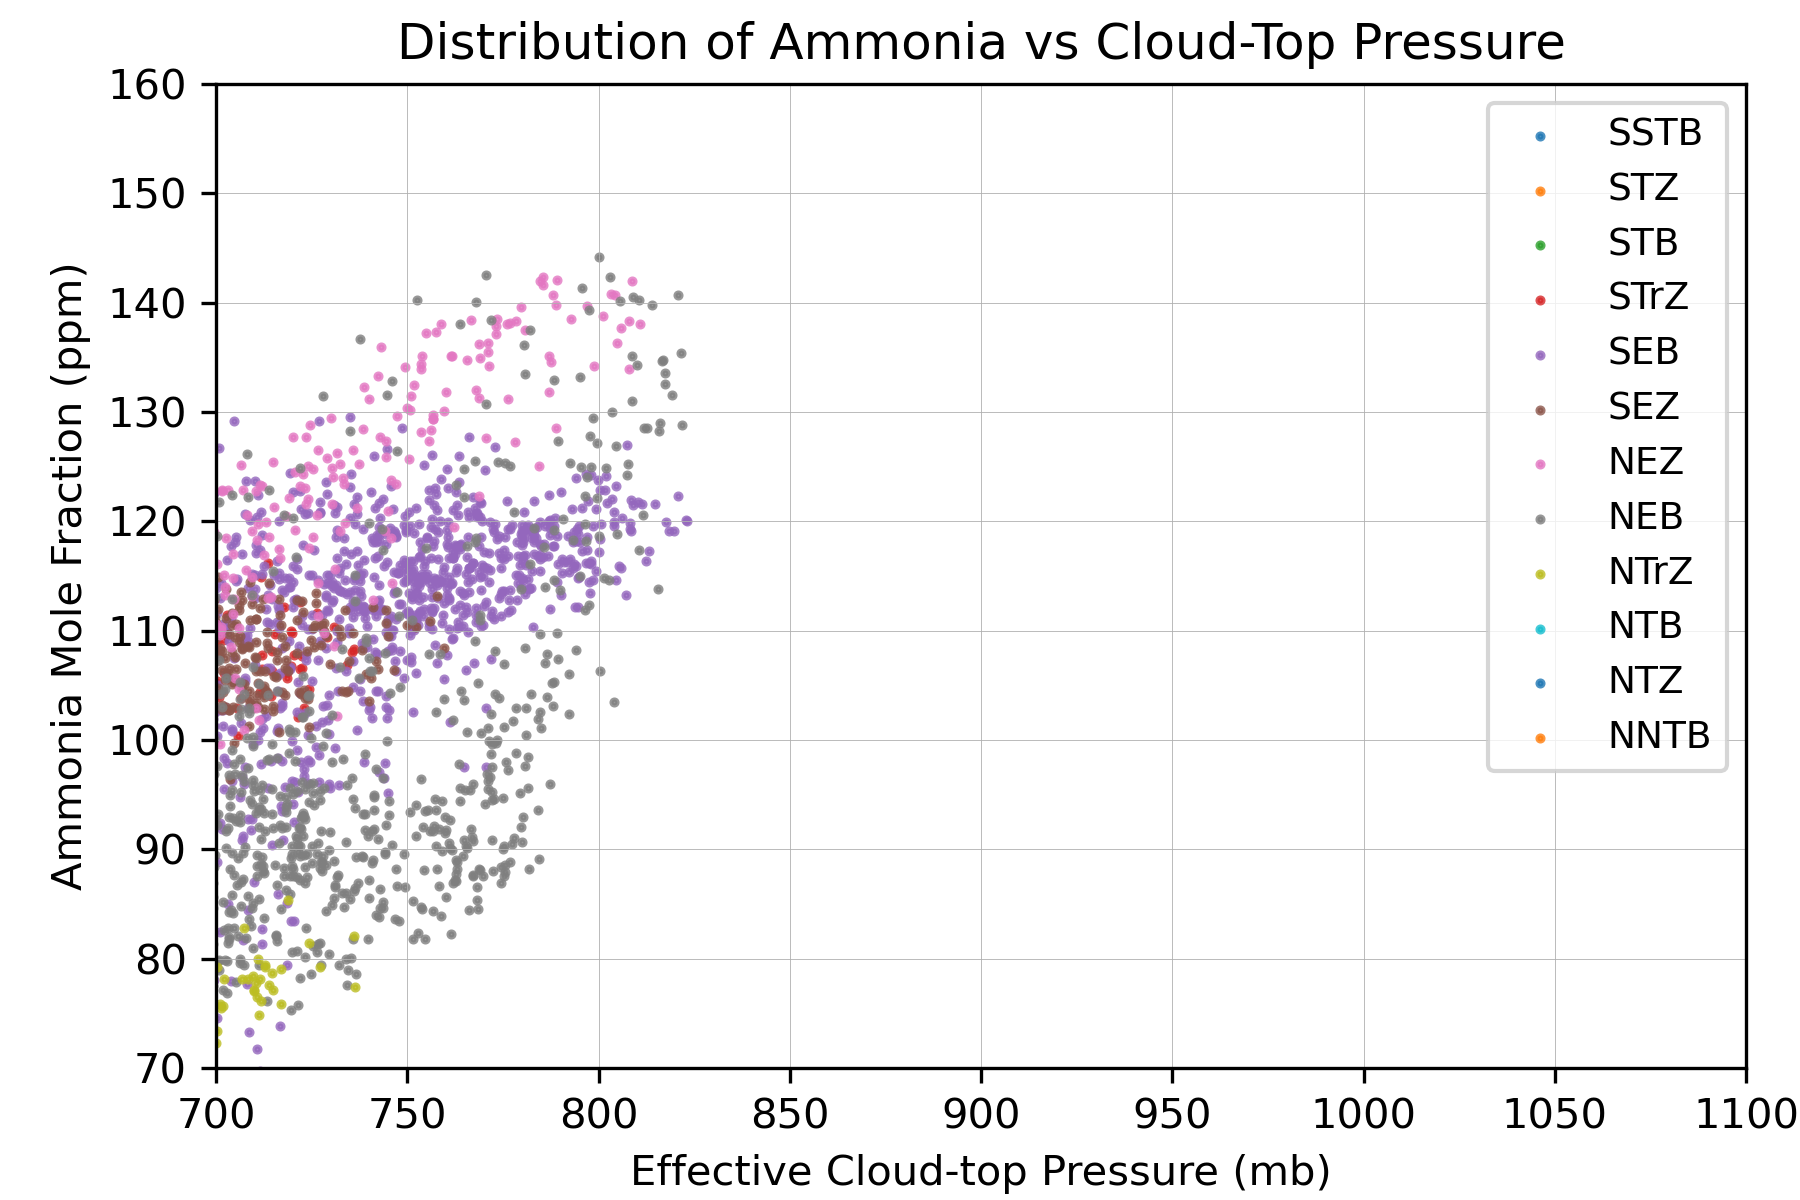 Distribution of Ammonia vs Cloud-Top Pressure
Ammonia Mole Fraction (ppm)
160
150
140
130
120
110
100
90
80
70
SSTB
STZ
STB
STrZ
SEB
SEZ
NEZ
NEB
NTrZ
NTB
NTZ
NNTB
700 750 800 850 900 950 1000 1050 1100
Effective Cloud-top Pressure (mb)